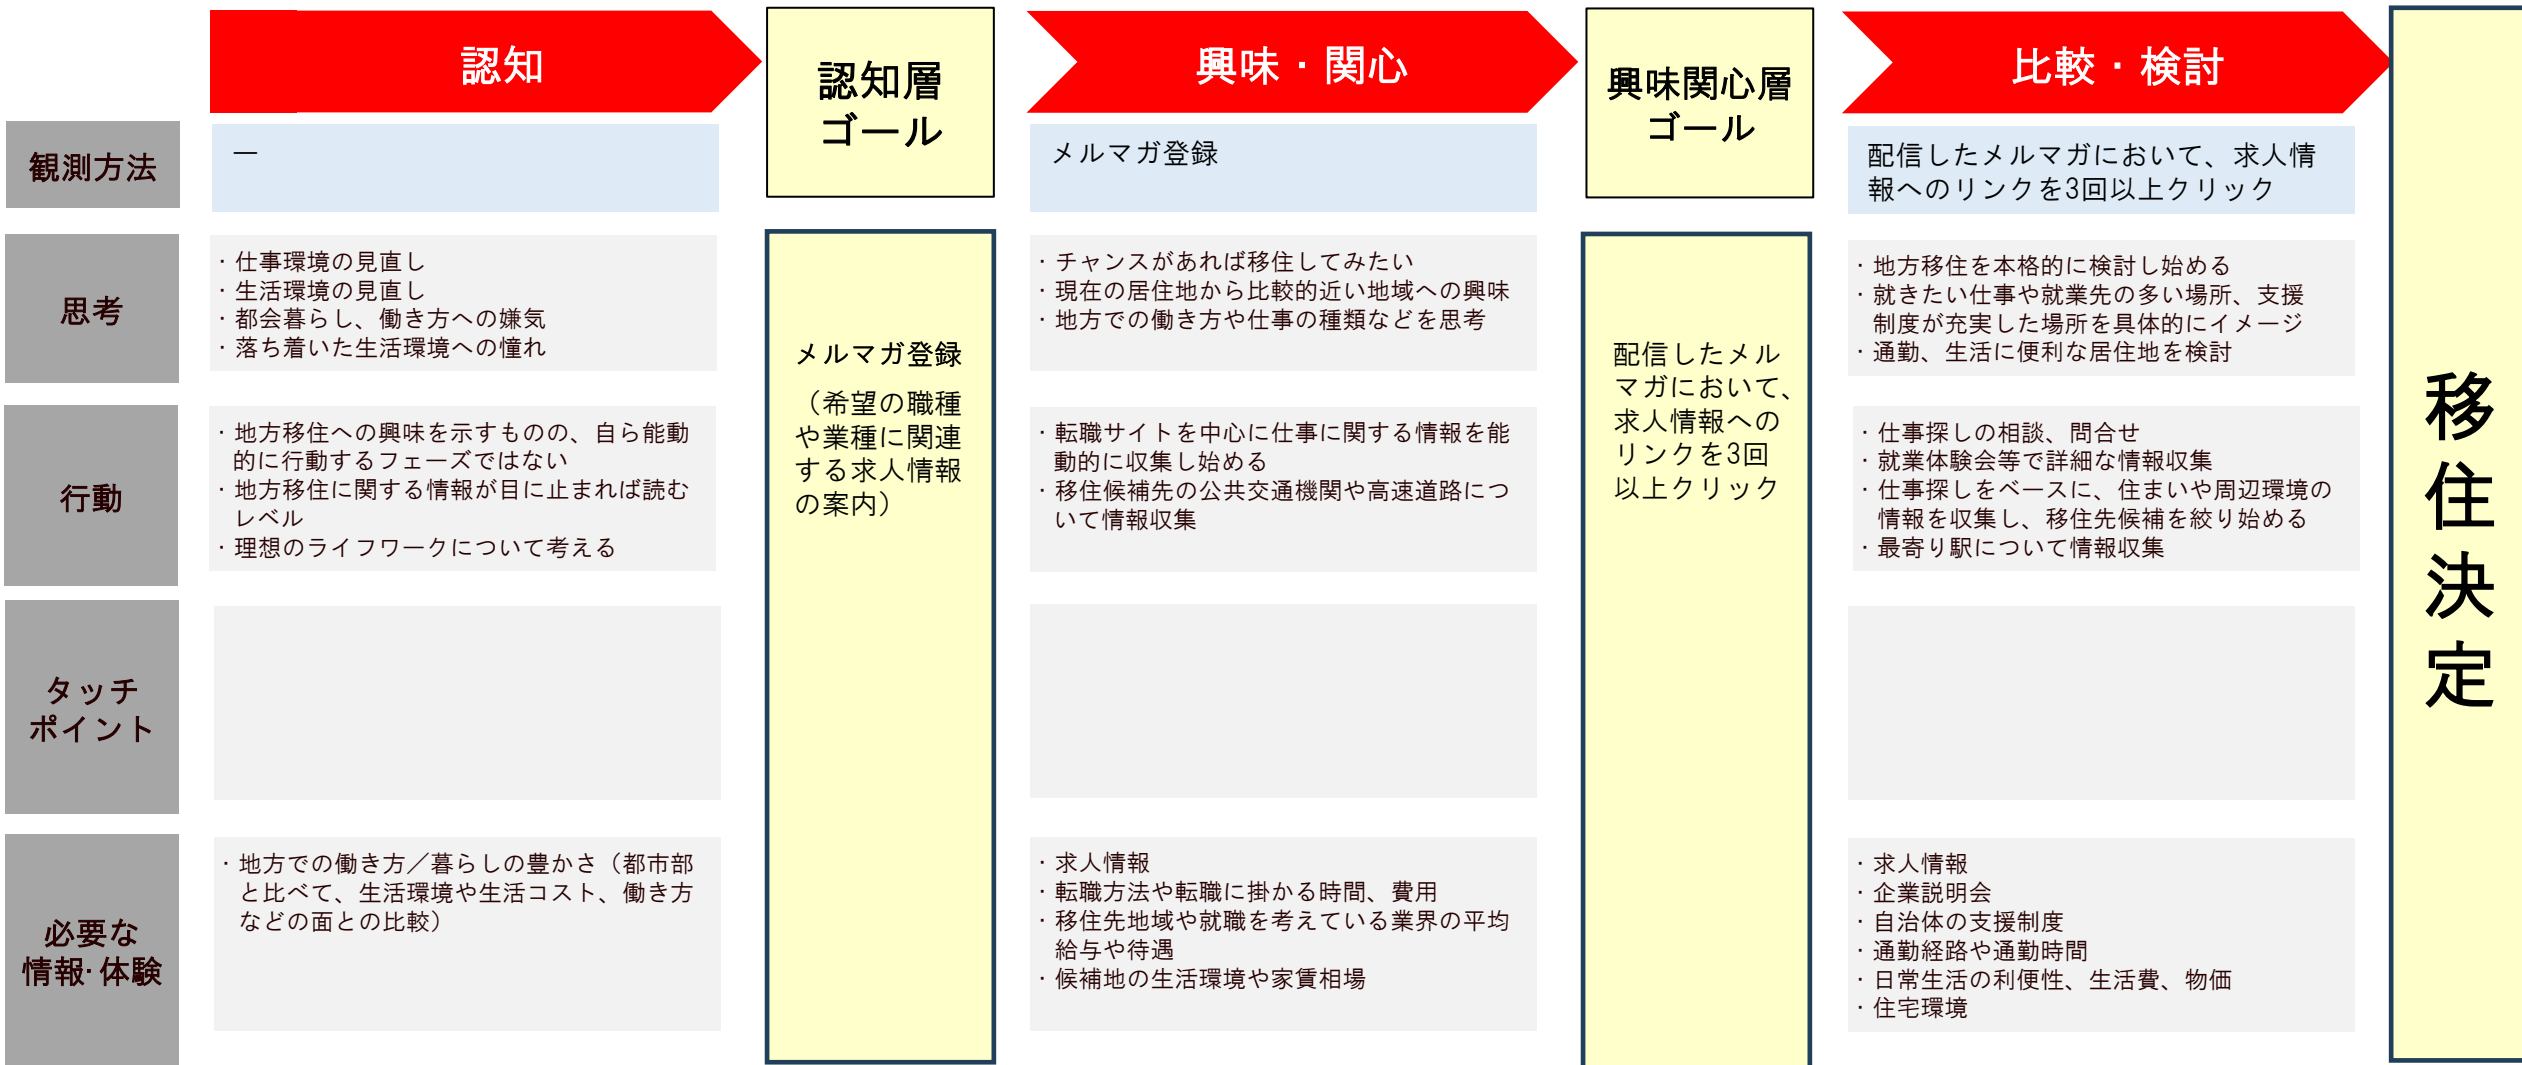 認知
認知層
ゴール
興味・関心
興味関心層
ゴール
比較・検討
移住決定
観測方法
―
メルマガ登録
配信したメルマガにおいて、求人情
報へのリンクを3回以上クリック
思考
・仕事環境の見直し
・生活環境の見直し
・都会暮らし、働き方への嫌気
・落ち着いた生活環境への憧れ
メルマガ登録
（希望の職種
や業種に関連
する求人情報
の案内）
・チャンスがあれば移住してみたい
・現在の居住地から比較的近い地域への興味
・地方での働き方や仕事の種類などを思考
配信したメル
マガにおいて、
求人情報への
リンクを3回
以上クリック
・地方移住を本格的に検討し始める
・就きたい仕事や就業先の多い場所、支援
制度が充実した場所を具体的にイメージ
・通勤、生活に便利な居住地を検討
行動
・地方移住への興味を示すものの、自ら能動
的に行動するフェーズではない
・地方移住に関する情報が目に止まれば読む
レベル
・理想のライフワークについて考える
・転職サイトを中心に仕事に関する情報を能
動的に収集し始める
・移住候補先の公共交通機関や高速道路につ
いて情報収集
・仕事探しの相談、問合せ
・就業体験会等で詳細な情報収集
・仕事探しをベースに、住まいや周辺環境の
情報を収集し、移住先候補を絞り始める
・最寄り駅について情報収集
タッチ
ポイント
必要な
情報・体験
・地方での働き方／暮らしの豊かさ（都市部
と比べて、生活環境や生活コスト、働き方
などの面との比較）
・求人情報
・転職方法や転職に掛かる時間、費用
・移住先地域や就職を考えている業界の平均
給与や待遇
・候補地の生活環境や家賃相場
・求人情報
・企業説明会
・自治体の支援制度
・通勤経路や通勤時間
・日常生活の利便性、生活費、物価
・住宅環境